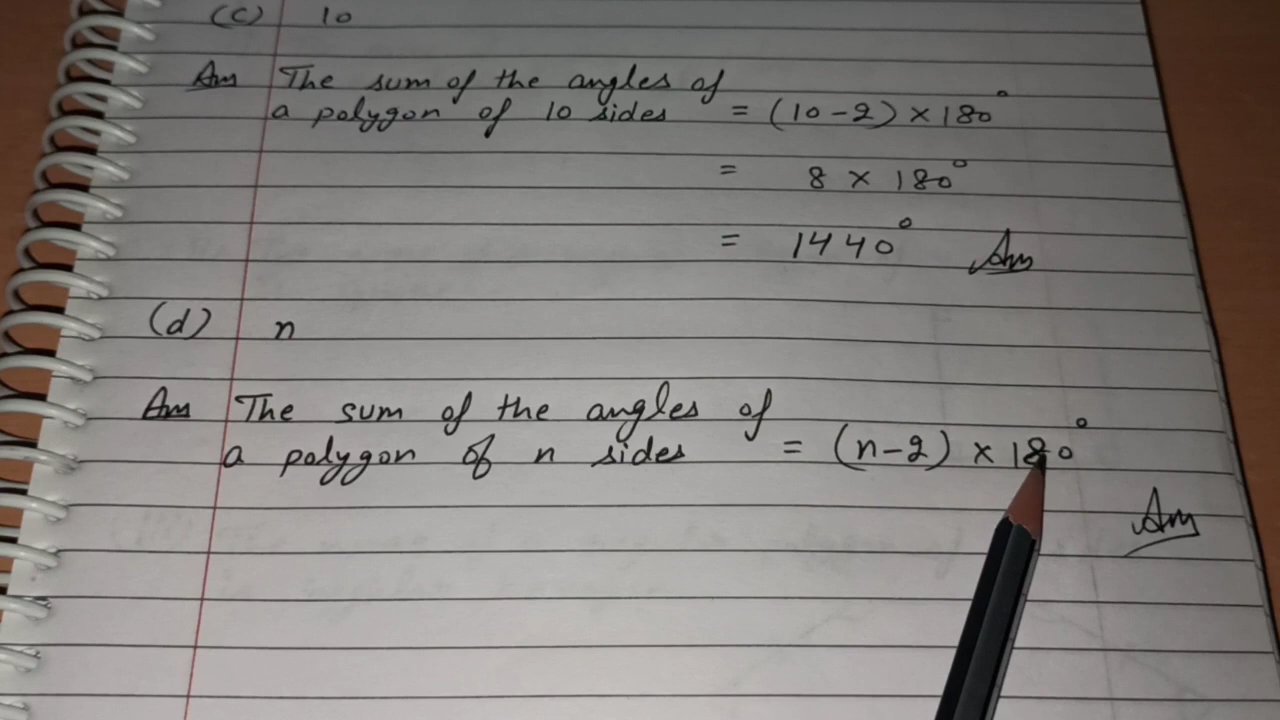 (c) 10
Ans The sum of the angles of
a polygon of 10 sides = (10-2) × 180°
= 8 × 180°
= 1440° Ans
(d) n
Ans The sum of the angles of
a polygon of n sides = (n-2) × 180°
Ans